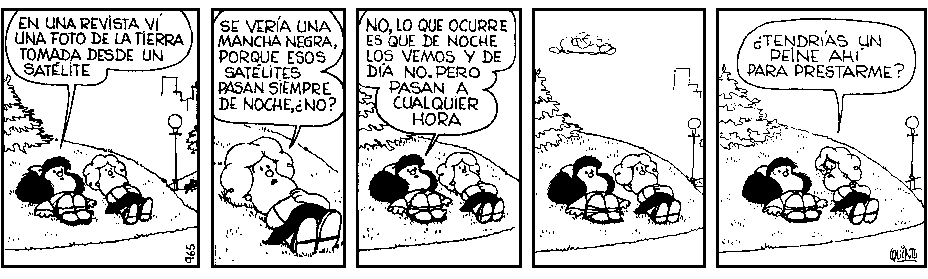 EN UNA REVISTA VÍ
UNA FOTO DE LA TIERRA
TOMADA DESDE UN
SATÉLITE
965
SE VERÍA UNA
MANCHA NEGRA,
PORQUE ESOS
SATÉLITES
PASAN SIEMPRE
DE NOCHE,¿NO?
NO, LO QUE OCURRE
ES QUE DE NOCHE
LOS VEMOS Y DE
DÍA NO. PERO
PASAN A
CUALQUIER
HORA
¿TENDRÍAS UN
PEINE AHÍ
PARA PRESTARME?
QUINO